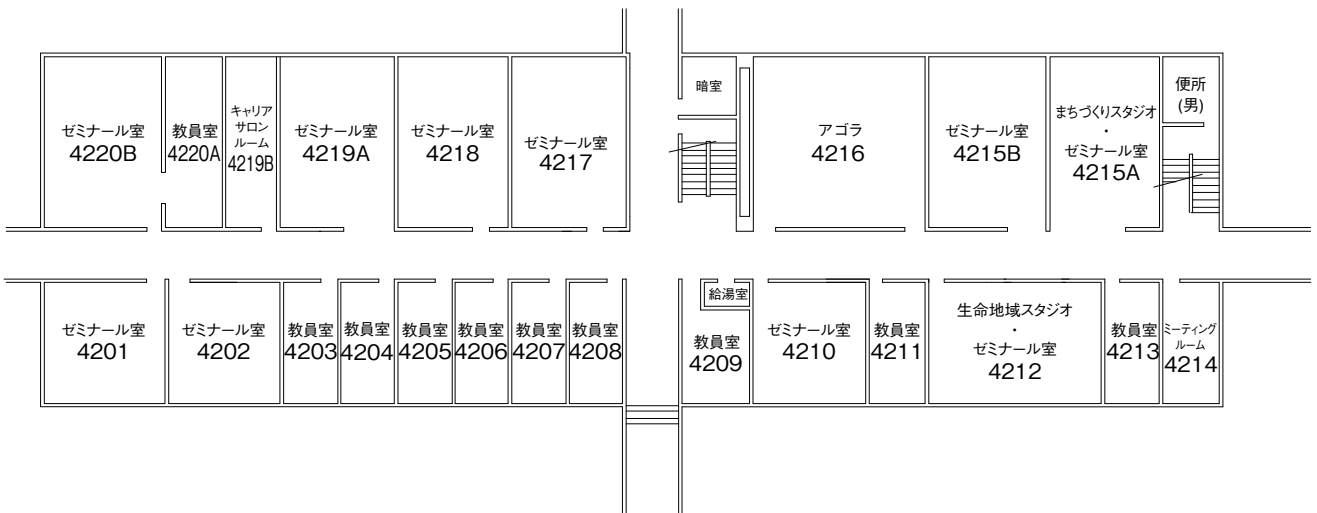 ゼミナール室
4220B
教員室
4220A
キャリア
サロン
ルーム
4219B
ゼミナール室
4219A
ゼミナール室
4218
ゼミナール室
4217
暗室
アゴラ
4216
ゼミナール室
4215B
まちづくりスタジオ
・
ゼミナール室
4215A
便所
(男)
ゼミナール室
4201
ゼミナール室
4202
教員室
4203
教員室
4204
教員室
4205
教員室
4206
教員室
4207
教員室
4208
給湯室
教員室
4209
ゼミナール室
4210
教員室
4211
生命地域スタジオ
・
ゼミナール室
4212
教員室
4213
ミーティング
ルーム
4214